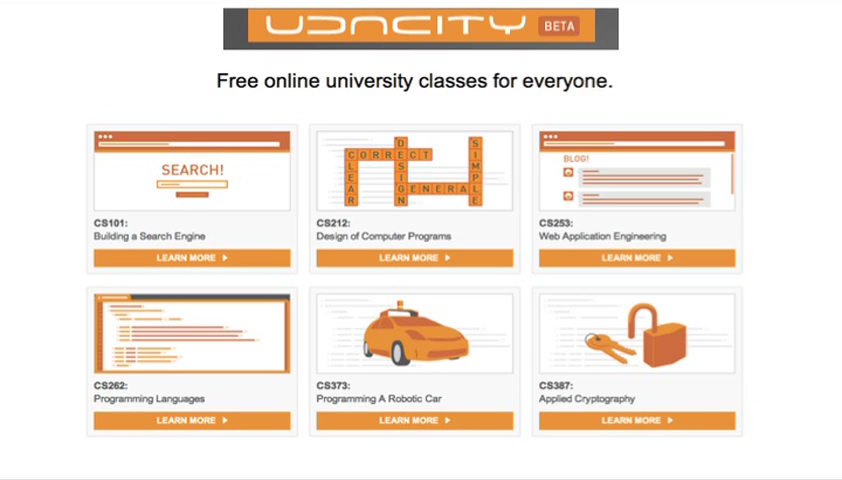 UDACITY BETA
Free online university classes for everyone.
SEARCH!
CORRECT
CLEAR
DESIGN
GENERAL
SIMPLE
BLOG!
CS101:
Building a Search Engine
LEARN MORE
CS212:
Design of Computer Programs
LEARN MORE
CS253:
Web Application Engineering
LEARN MORE
CS262:
Programming Languages
LEARN MORE
CS373:
Programming A Robotic Car
LEARN MORE
CS387:
Applied Cryptography
LEARN MORE